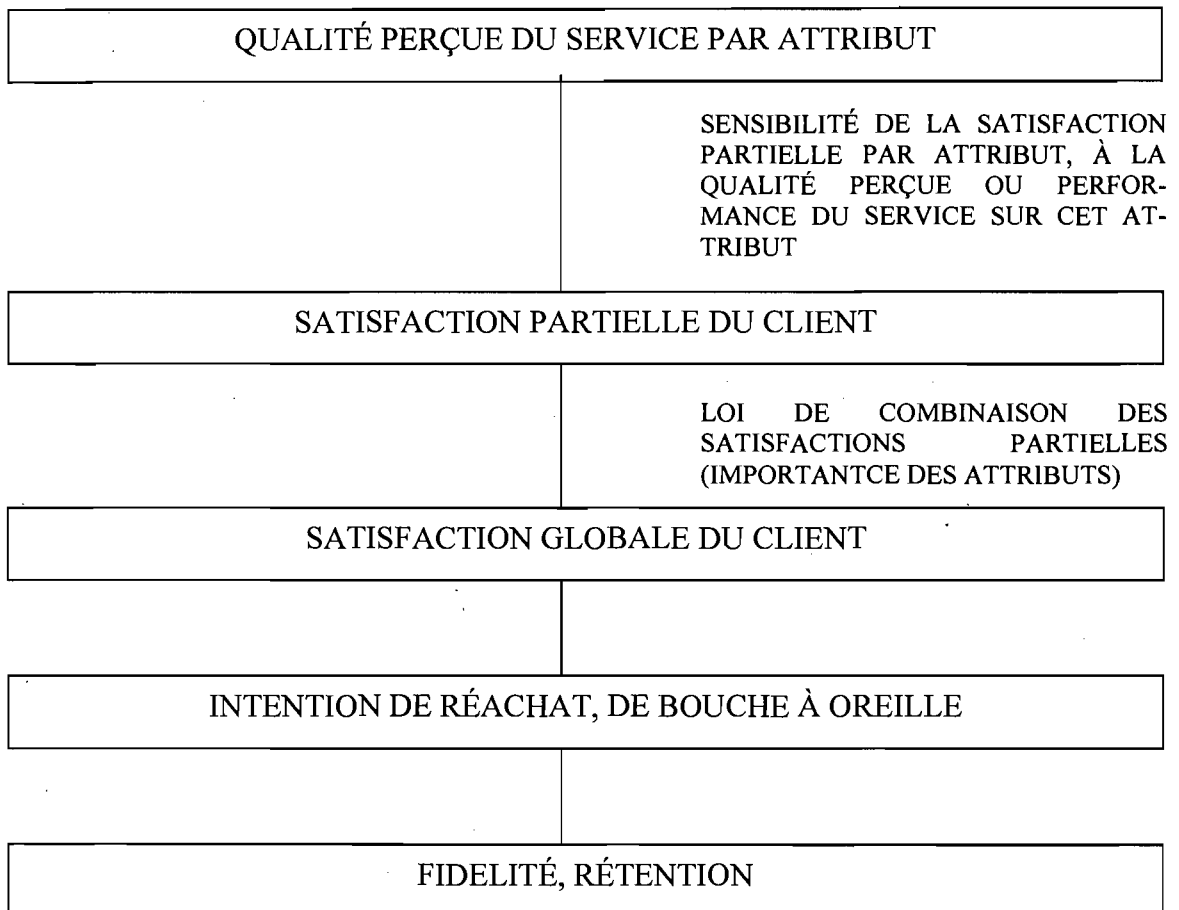 QUALITÉ PERÇUE DU SERVICE PAR ATTRIBUT
SENSIBILITÉ DE LA SATISFACTION
PARTIELLE PAR ATTRIBUT, À LA
QUALITÉ PERÇUE OU PERFOR-
MANCE DU SERVICE SUR CET AT-
TRIBUT
SATISFACTION PARTIELLE DU CLIENT
LOI DE COMBINAISON DES
SATISFACTIONS PARTIELLES
(IMPORTANTCE DES ATTRIBUTS)
SATISFACTION GLOBALE DU CLIENT
INTENTION DE RÉACHAT, DE BOUCHE À OREILLE
FIDELITÉ, RÉTENTION